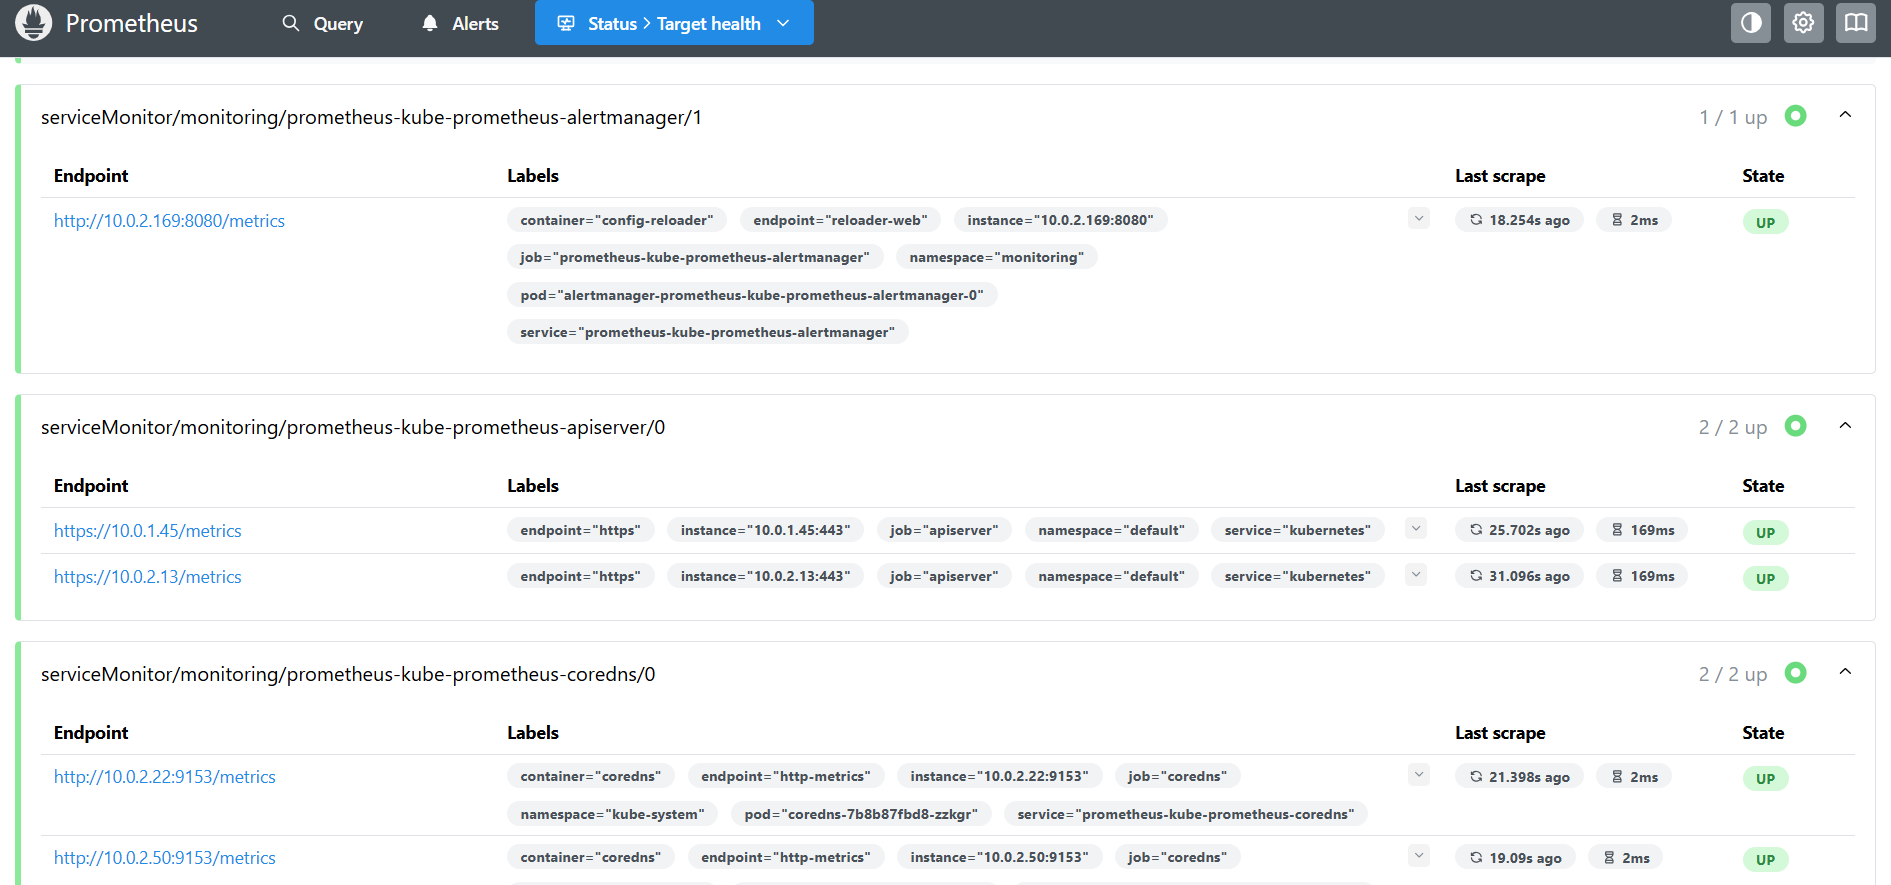 Prometheus Query Alerts Status > Target health
serviceMonitor/monitoring/prometheus-kube-prometheus-alertmanager/1 1 / 1 up
Endpoint Labels Last scrape State
http://10.0.2.169:8080/metrics container="config-reloader" endpoint="reloader-web" instance="10.0.2.169:8080" 18.254s ago 2ms UP
job="prometheus-kube-prometheus-alertmanager" namespace="monitoring"
pod="alertmanager-prometheus-kube-prometheus-alertmanager-0"
service="prometheus-kube-prometheus-alertmanager"
serviceMonitor/monitoring/prometheus-kube-prometheus-apiserver/0 2 / 2 up
Endpoint Labels Last scrape State
https://10.0.1.45/metrics endpoint="https" instance="10.0.1.45:443" job="apiserver" namespace="default" service="kubernetes" 25.702s ago 169ms UP
https://10.0.2.13/metrics endpoint="https" instance="10.0.2.13:443" job="apiserver" namespace="default" service="kubernetes" 31.096s ago 169ms UP
serviceMonitor/monitoring/prometheus-kube-prometheus-coredns/0 2 / 2 up
Endpoint Labels Last scrape State
http://10.0.2.22:9153/metrics container="coredns" endpoint="http-metrics" instance="10.0.2.22:9153" job="coredns" 21.398s ago 2ms UP
namespace="kube-system" pod="coredns-7b8b87fbd8-zzkgr" service="prometheus-kube-prometheus-coredns"
http://10.0.2.50:9153/metrics container="coredns" endpoint="http-metrics" instance="10.0.2.50:9153" job="coredns" 19.09s ago 2ms UP